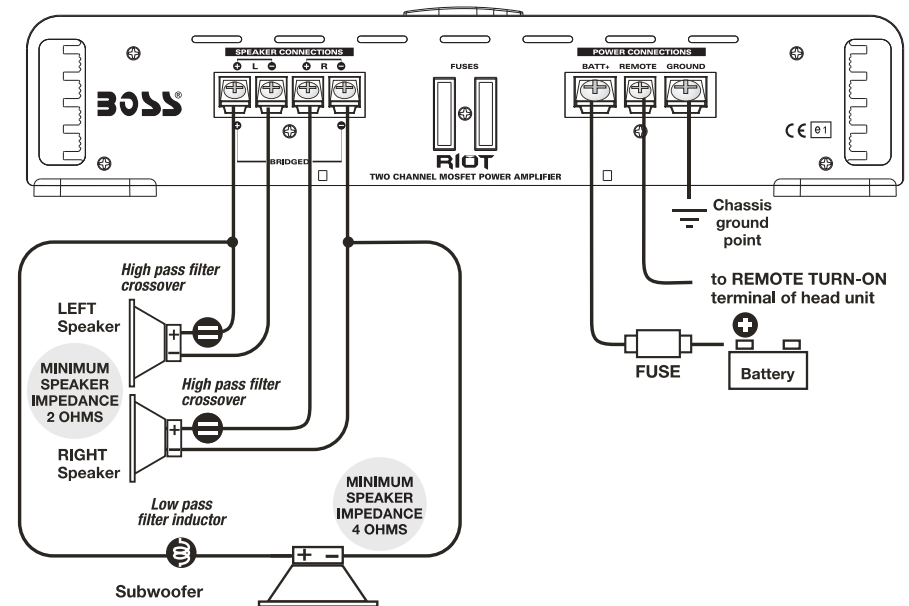 SPEAKER CONNECTIONS
+ L − + R −
FUSES
POWER CONNECTIONS
BATT+ REMOTE GROUND
BOSS®
CE e1
+ −
BRIDGED
RIOT
TWO CHANNEL MOSFET POWER AMPLIFIER
Chassis
ground
point
High pass filter
crossover
to REMOTE TURN-ON
terminal of head unit
LEFT
Speaker
+
−
+
FUSE
Battery
MINIMUM
SPEAKER
IMPEDANCE
2 OHMS
High pass filter
crossover
+
−
RIGHT
Speaker
MINIMUM
SPEAKER
IMPEDANCE
4 OHMS
Low pass
filter inductor
+ −
Subwoofer